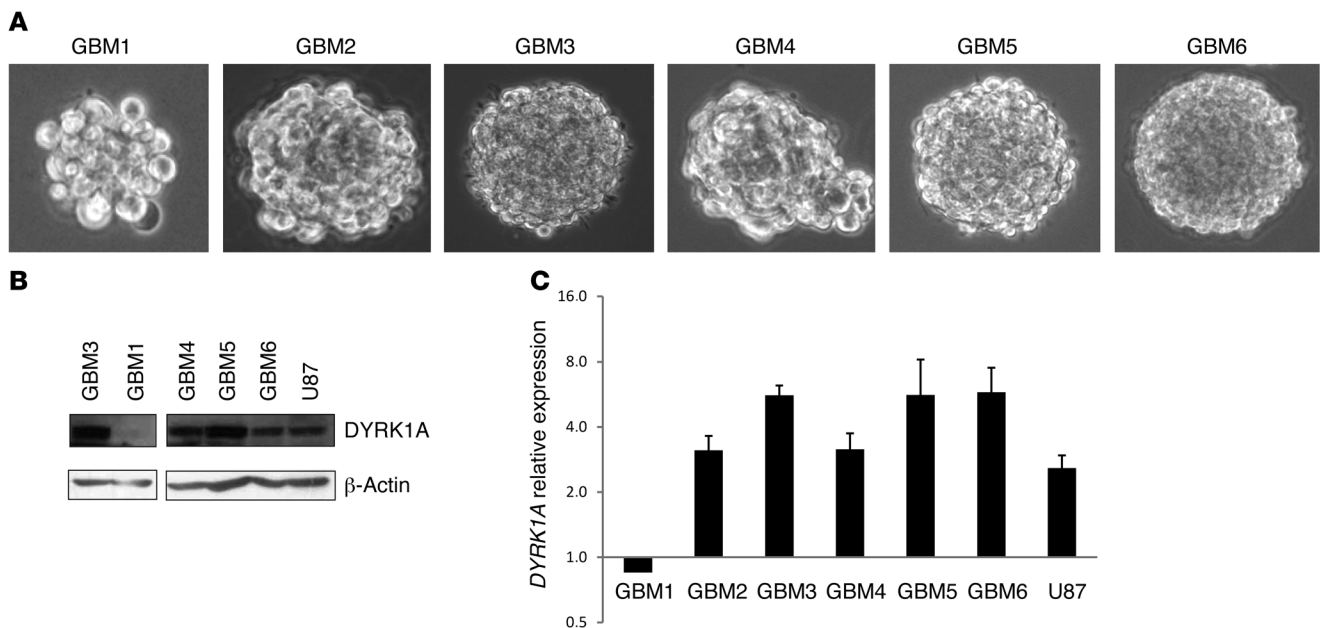 A
GBM1 GBM2 GBM3 GBM4 GBM5 GBM6
B
GBM3 GBM1 GBM4 GBM5 GBM6 U87
DYRK1A
β-Actin
C
DYRK1A relative expression
16.0
8.0
4.0
2.0
1.0
0.5
GBM1 GBM2 GBM3 GBM4 GBM5 GBM6 U87